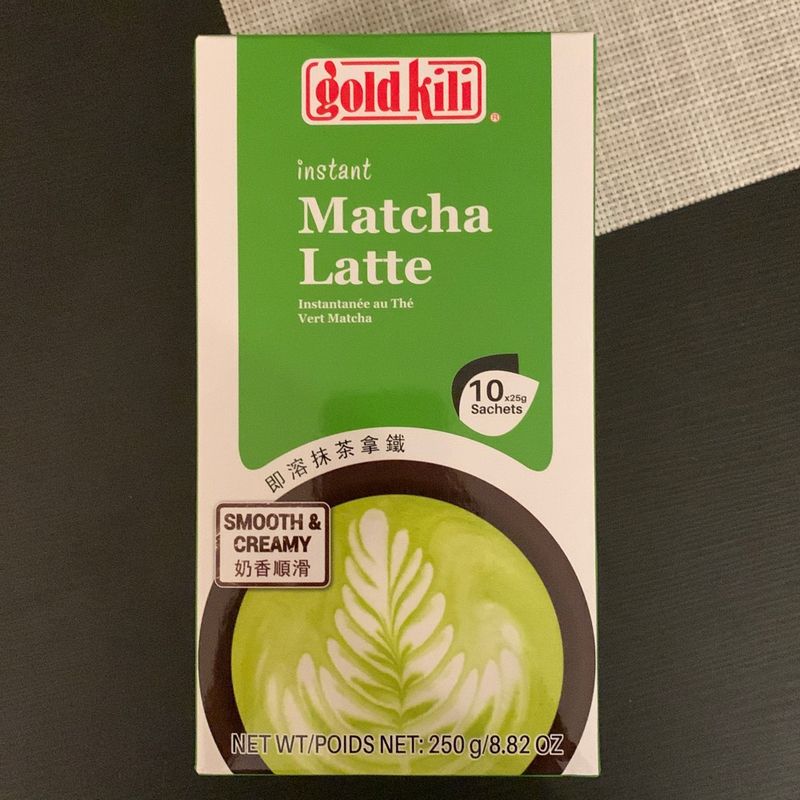 gold kili ®
instant
Matcha
Latte
Instantanée au Thé
Vert Matcha
10 x25g
Sachets
即溶抹茶拿鐵
SMOOTH &
CREAMY
奶香順滑
NET WT/POIDS NET: 250 g/8.82 OZ